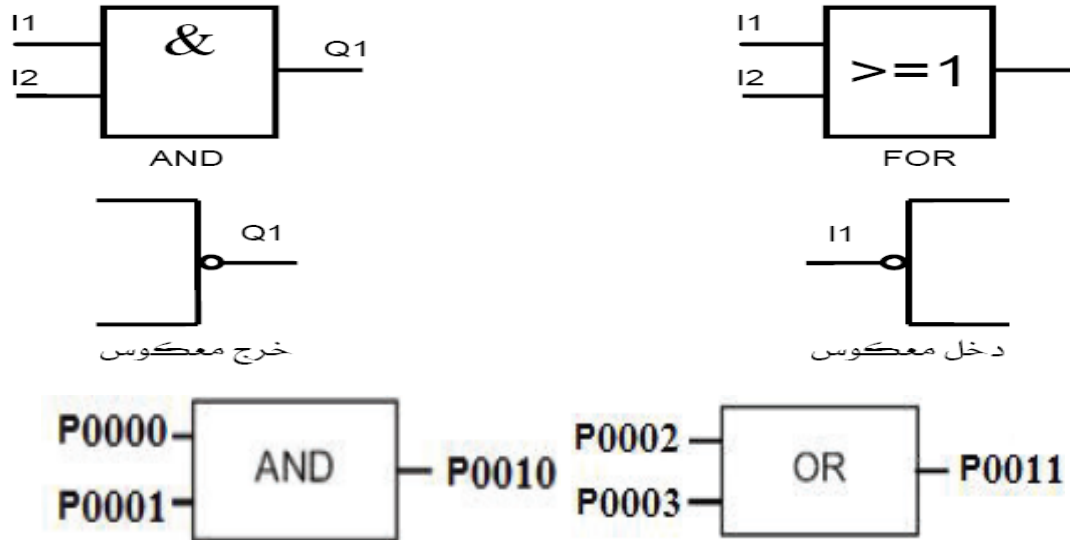 I1 & Q1
I2
AND
I1 >=1
I2
FOR
Q1
خرج معكوس
I1
دخل معكوس
P0000 AND P0010
P0001
P0002 OR P0011
P0003